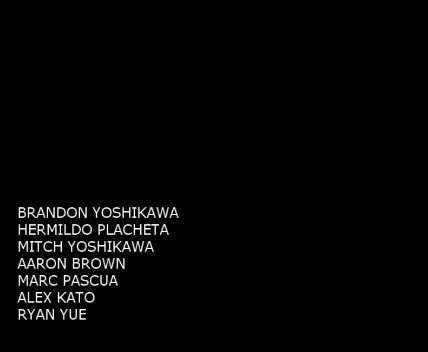 BRANDON YOSHIKAWA
HERMILDO PLACHETA
MITCH YOSHIKAWA
AARON BROWN
MARC PASCUA
ALEX KATO
RYAN YUE